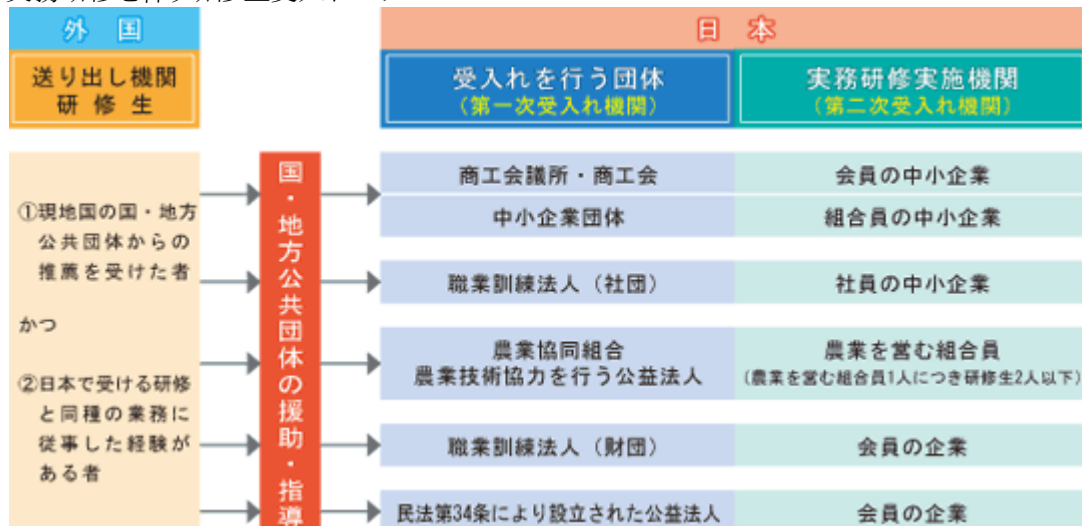 外 国
日 本
送り出し機関
研 修 生
受入れを行う団体
(第一次受入れ機関)
実務研修実施機関
(第二次受入れ機関)
①現地国の国・地方
公共団体からの
推薦を受けた者
かつ
②日本で受ける研修
と同種の業務に
従事した経験が
ある者
国・地方公共団体の援助・指導
商工会議所・商工会
会員の中小企業
中小企業団体
組合員の中小企業
職業訓練法人（社団）
社員の中小企業
農業協同組合
農業技術協力を行う公益法人
農業を営む組合員
(農業を営む組合員1人につき研修生2人以下)
職業訓練法人（財団）
会員の企業
民法第34条により設立された公益法人
会員の企業